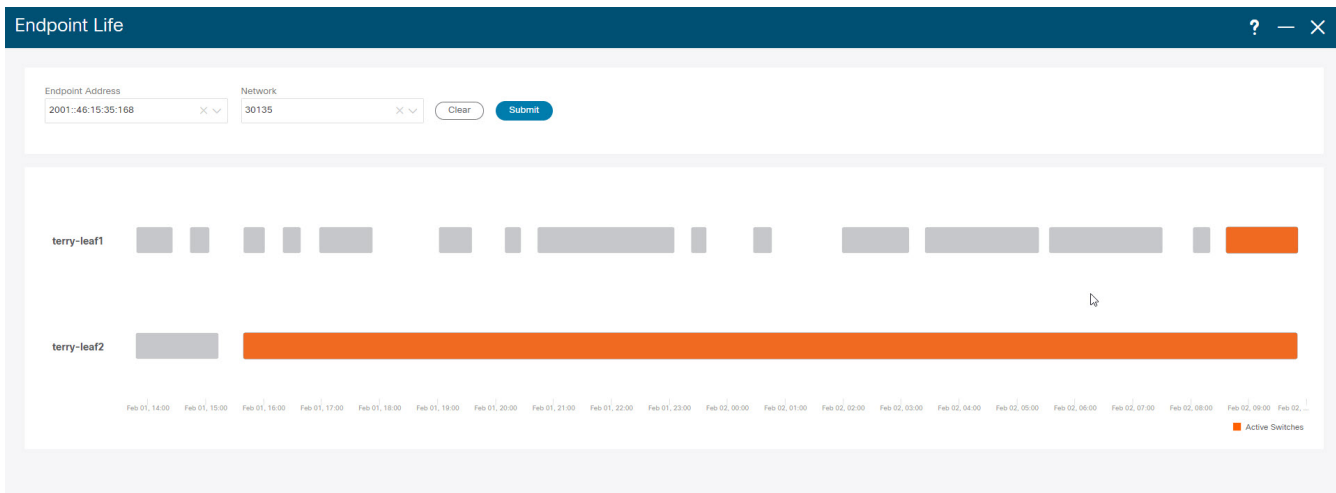 Endpoint Life
?
Endpoint Address
Network
2001::46:15:35:168
30135
Clear
Submit
terry-leaf1
terry-leaf2
Feb 01, 14:00 Feb 01, 15:00 Feb 01, 16:00 Feb 01, 17:00 Feb 01, 18:00 Feb 01, 19:00 Feb 01, 20:00 Feb 01, 21:00 Feb 01, 22:00 Feb 01, 23:00 Feb 02, 00:00 Feb 02, 01:00 Feb 02, 02:00 Feb 02, 03:00 Feb 02, 04:00 Feb 02, 05:00 Feb 02, 06:00 Feb 02, 07:00 Feb 02, 08:00 Feb 02, 09:00 Feb 02, ...
Active Switches